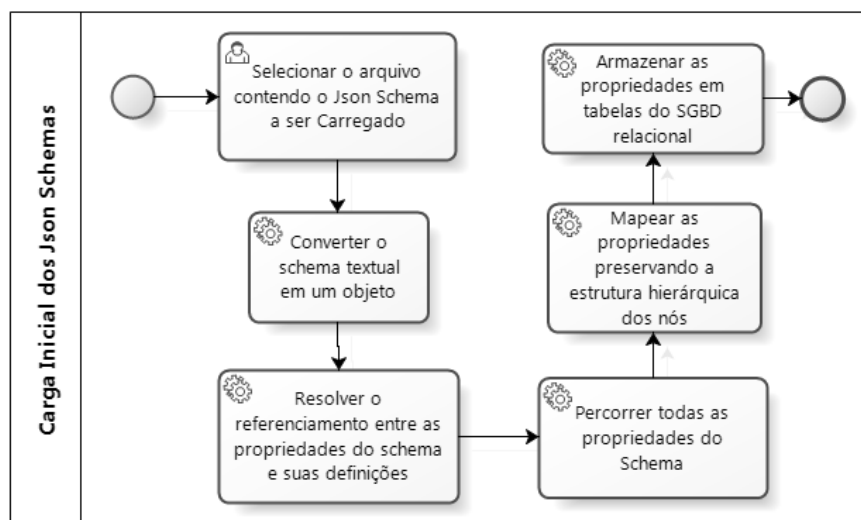 Carga Inicial dos Json Schemas
Selecionar o arquivo
contendo o Json Schema
a ser Carregado
Converter o
schema textual
em um objeto
Resolver o
referenciamento entre as
propriedades do schema
e suas definições
Percorrer todas as
propriedades do
Schema
Mapear as
propriedades
preservando a
estrutura hierárquica
dos nós
Armazenar as
propriedades em
tabelas do SGBD
relacional